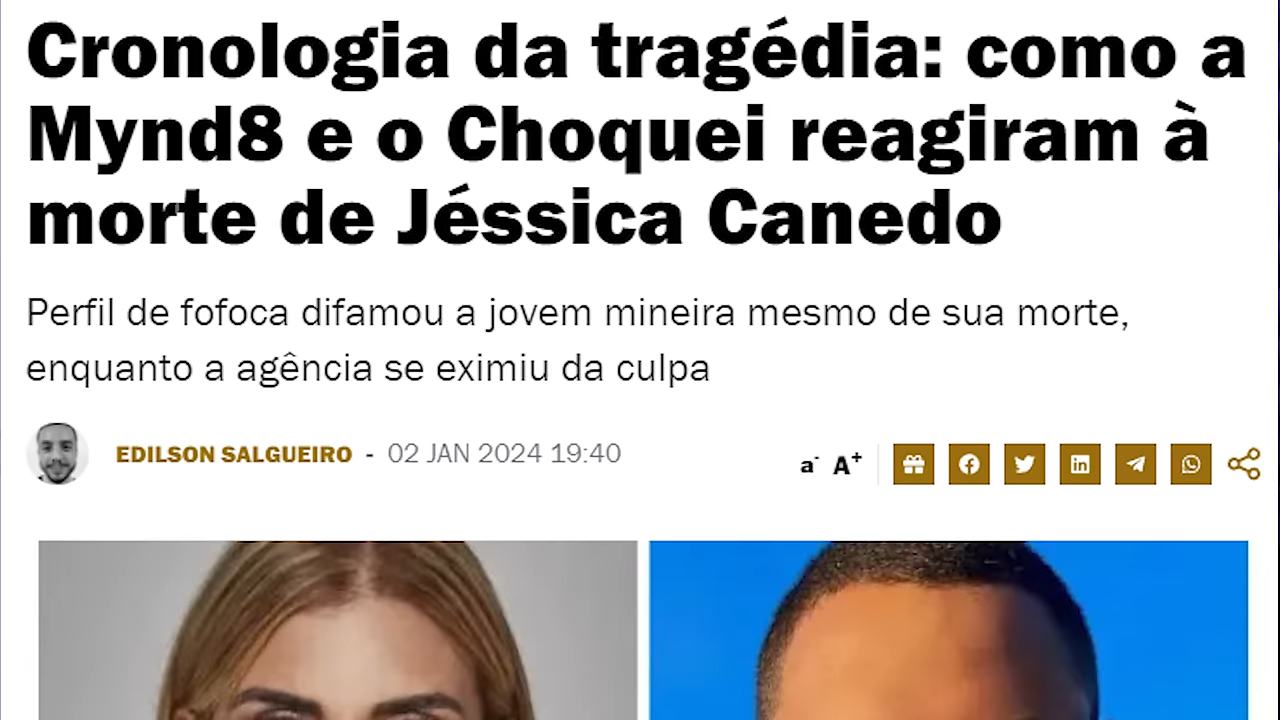 Cronologia da tragédia: como a
Mynd8 e o Choquei reagiram à
morte de Jéssica Canedo
Perfil de fofoca difamou a jovem mineira mesmo de sua morte,
enquanto a agência se eximiu da culpa
EDILSON SALGUEIRO - 02 JAN 2024 19:40
a- A+